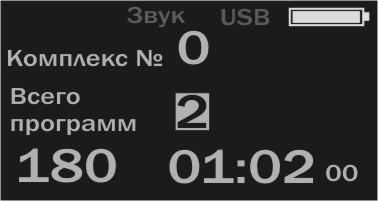 Звук USB
Комплекс № 0
Всего
программ 2
180 01:02 00